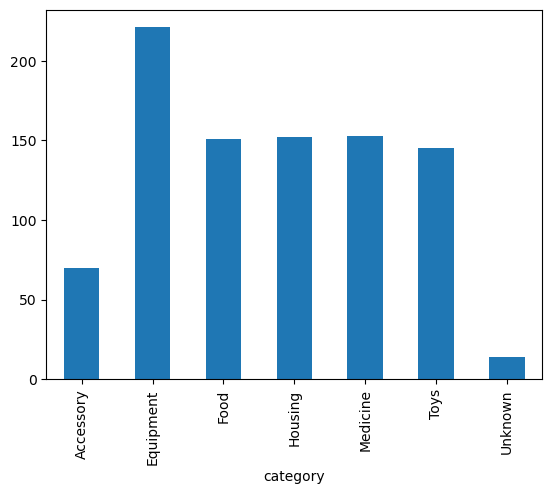 200
150
100
50
0
Accessory
Equipment
Food
Housing
Medicine
Toys
Unknown
category